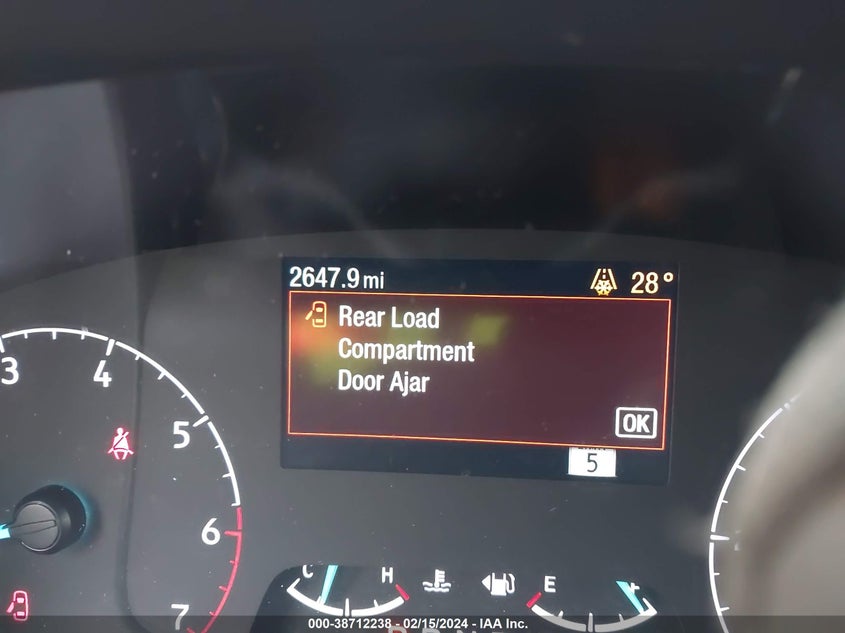 2647.9 mi 28°
Rear Load
Compartment
Door Ajar
OK
5
3
4
5
6
7
C H E
000-38712238 - 02/15/2024 - IAA Inc.